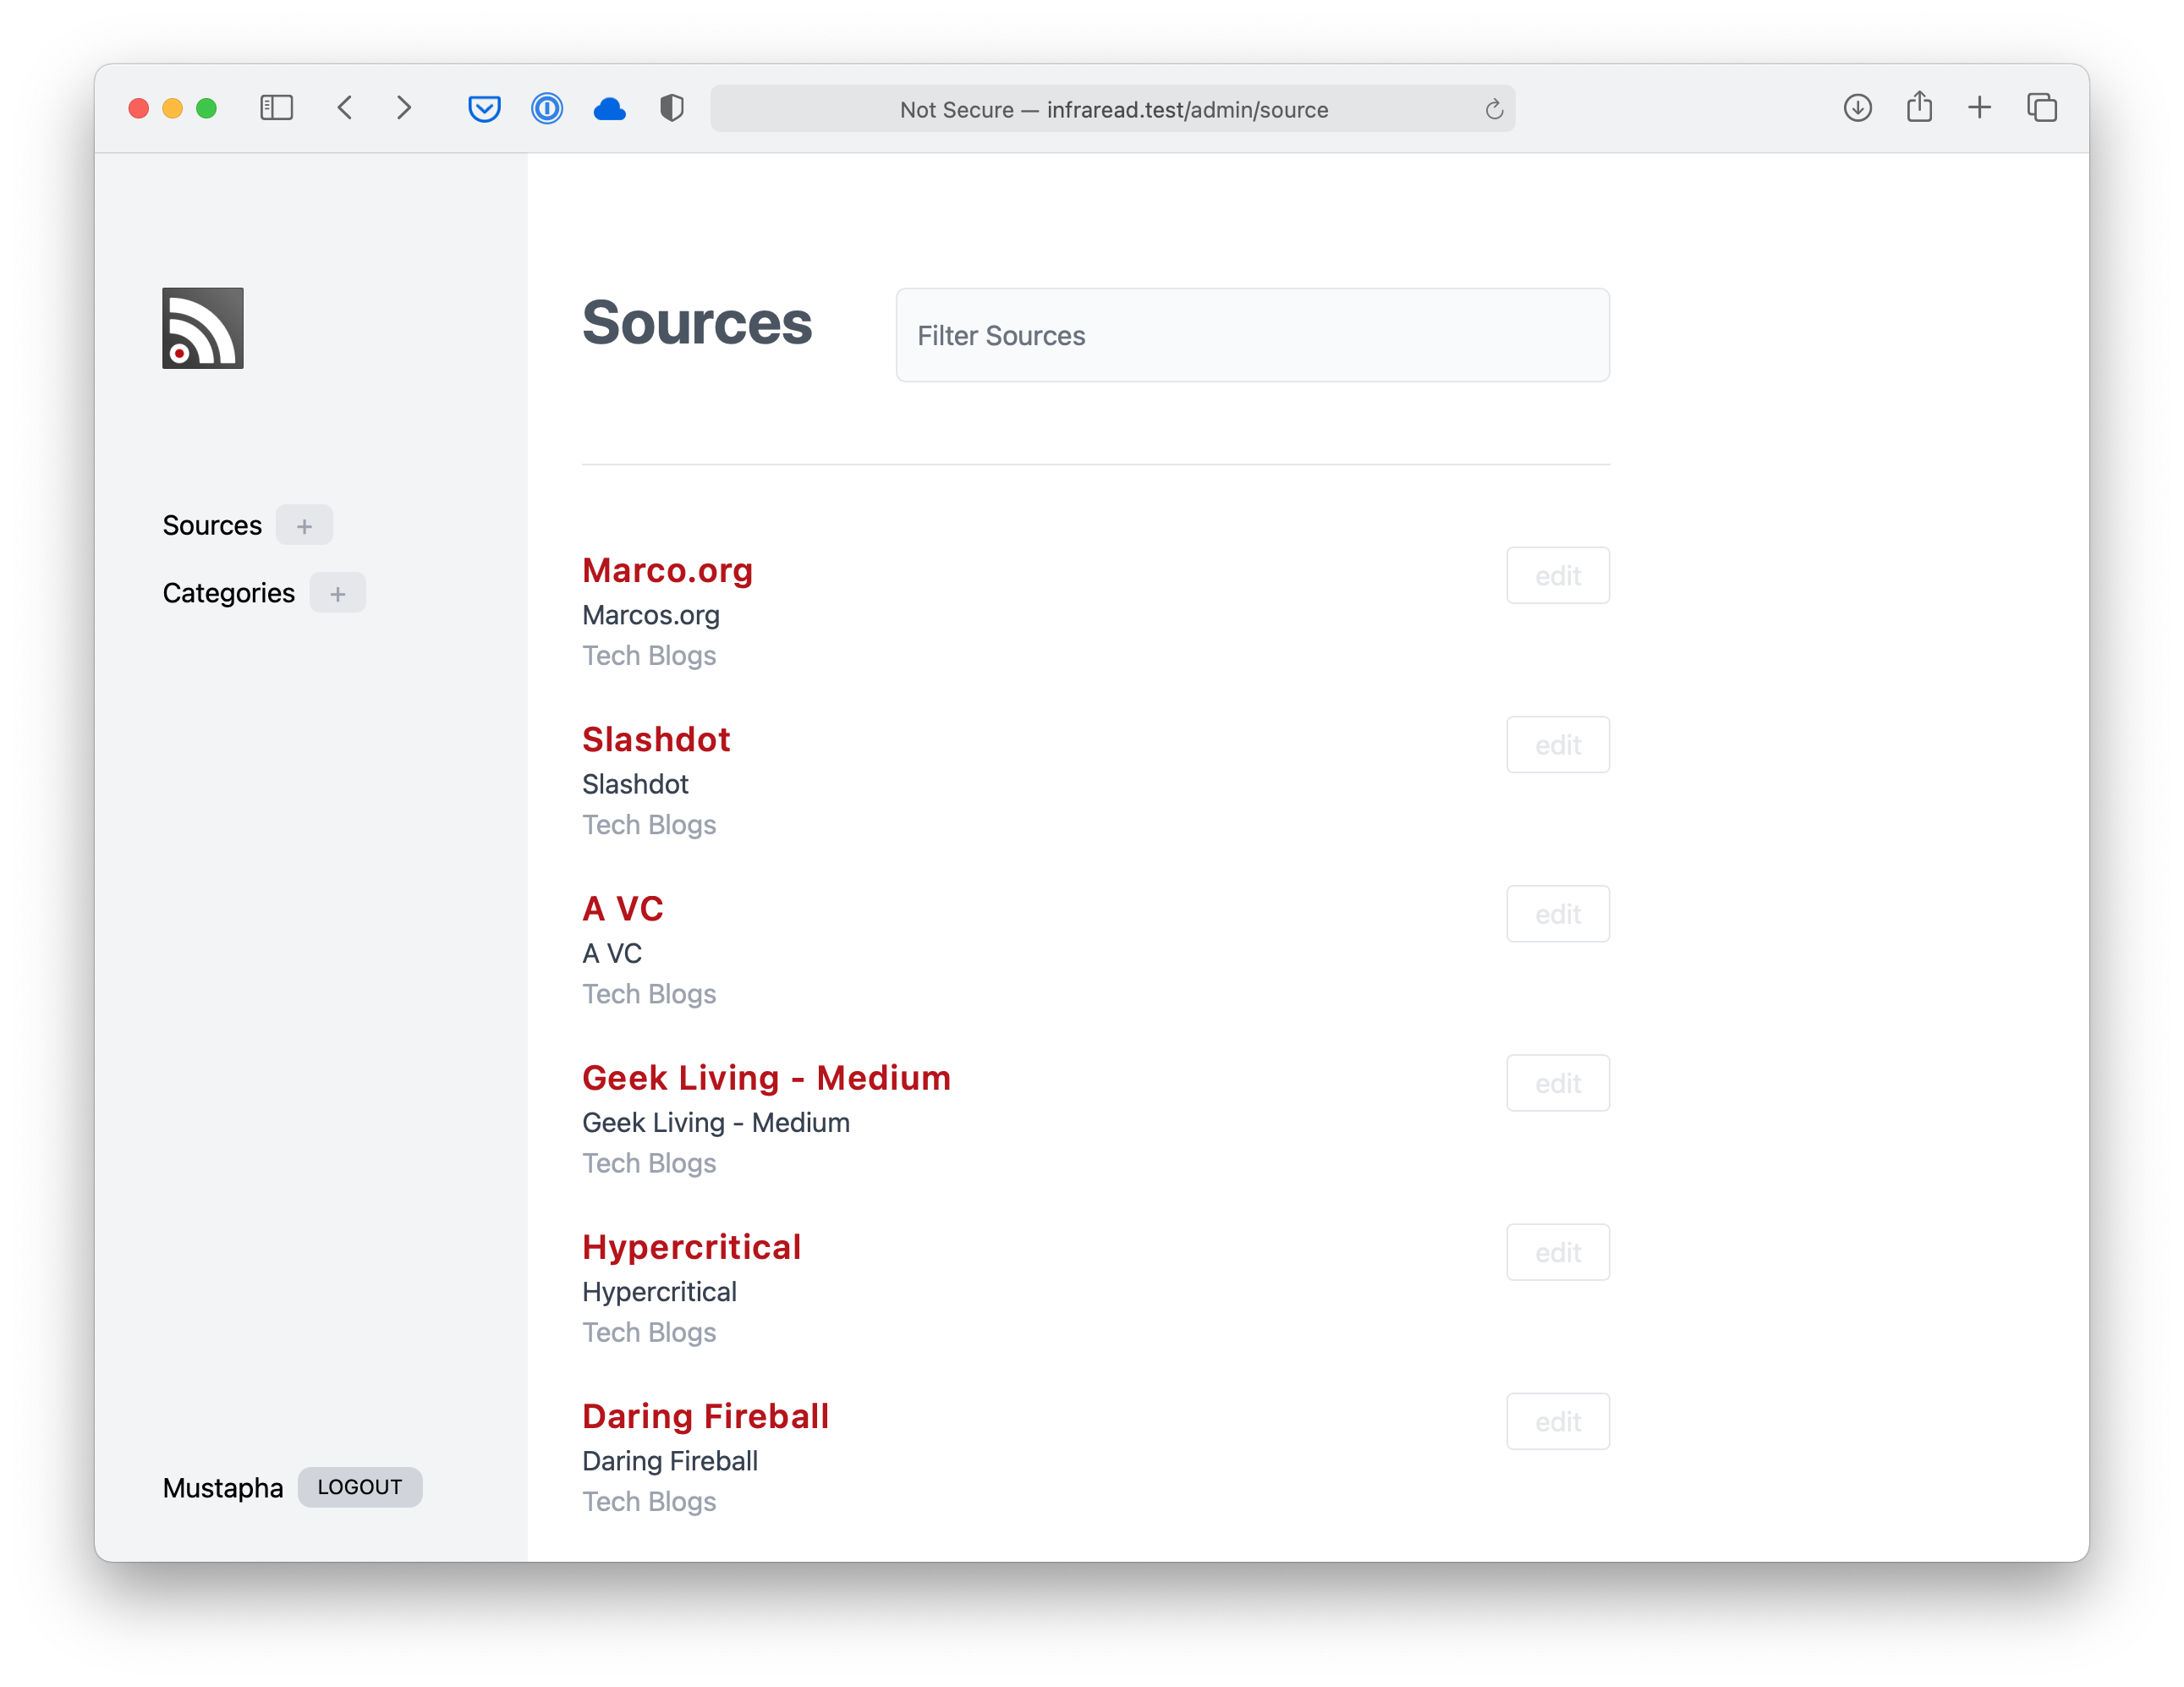 Not Secure — infraread.test/admin/source
Sources
Filter Sources
Sources +
Categories +
Marco.org
edit
Marcos.org
Tech Blogs
Slashdot
edit
Slashdot
Tech Blogs
A VC
edit
A VC
Tech Blogs
Geek Living - Medium
edit
Geek Living - Medium
Tech Blogs
Hypercritical
edit
Hypercritical
Tech Blogs
Daring Fireball
edit
Daring Fireball
Tech Blogs
Mustapha LOGOUT